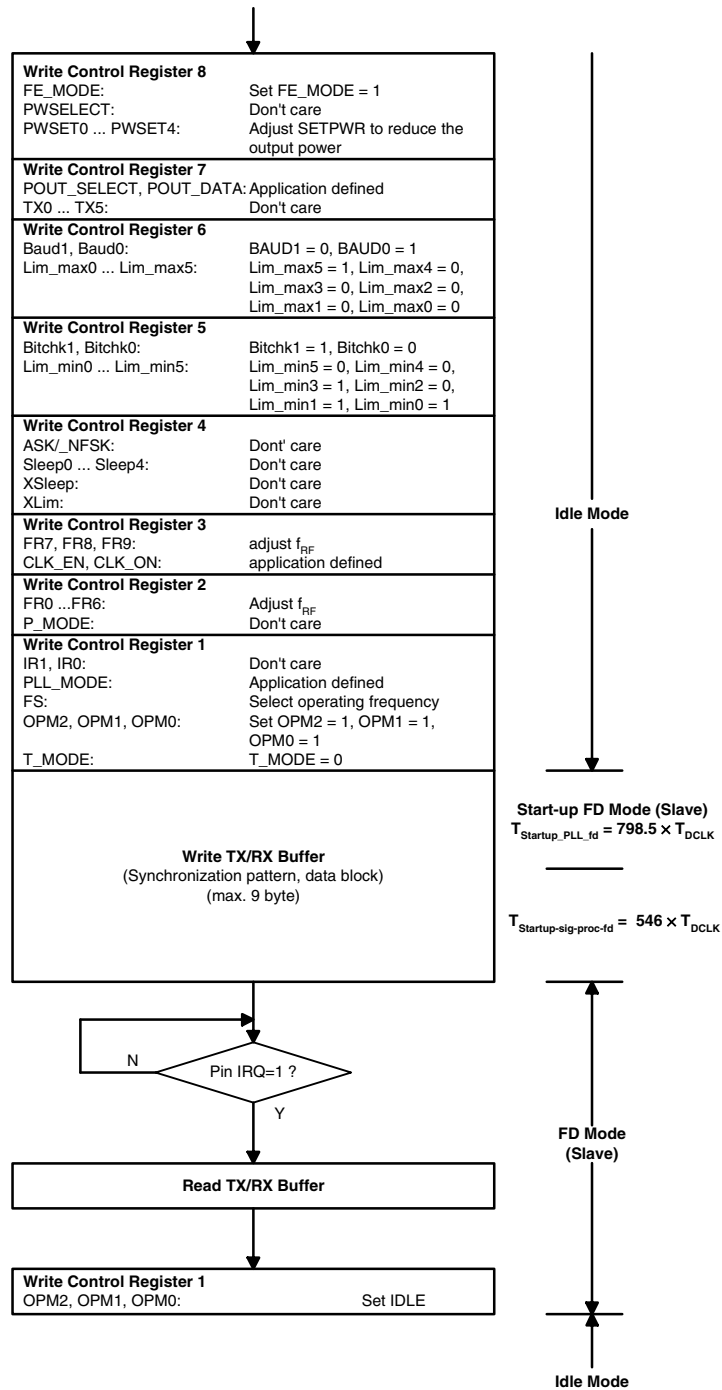 Write Control Register 8
FE_MODE: Set FE_MODE = 1
PWSELECT: Don't care
PWSET0 ... PWSET4: Adjust SETPWR to reduce the
output power
Write Control Register 7
POUT_SELECT, POUT_DATA: Application defined
TX0 ... TX5: Don't care
Write Control Register 6
Baud1, Baud0: BAUD1 = 0, BAUD0 = 1
Lim_max0 ... Lim_max5: Lim_max5 = 1, Lim_max4 = 0,
Lim_max3 = 0, Lim_max2 = 0,
Lim_max1 = 0, Lim_max0 = 0
Write Control Register 5
Bitchk1, Bitchk0: Bitchk1 = 1, Bitchk0 = 0
Lim_min0 ... Lim_min5: Lim_min5 = 0, Lim_min4 = 0,
Lim_min3 = 1, Lim_min2 = 0,
Lim_min1 = 1, Lim_min0 = 1
Write Control Register 4
ASK/_NFSK: Dont' care
Sleep0 ... Sleep4: Don't care
XSleep: Don't care
XLim: Don't care
Idle Mode
Write Control Register 3
FR7, FR8, FR9: adjust fRF
CLK_EN, CLK_ON: application defined
Write Control Register 2
FR0 ...FR6: Adjust fRF
P_MODE: Don't care
Write Control Register 1
IR1, IR0: Don't care
PLL_MODE: Application defined
FS: Select operating frequency
OPM2, OPM1, OPM0: Set OPM2 = 1, OPM1 = 1,
OPM0 = 1
T_MODE: T_MODE = 0
Start-up FD Mode (Slave)
TStartup_PLL_fd = 798.5 × TDCLK
Write TX/RX Buffer
(Synchronization pattern, data block)
(max. 9 byte)
TStartup-sig-proc-fd = 546 × TDCLK
N
Pin IRQ=1 ?
Y
FD Mode
(Slave)
Read TX/RX Buffer
Write Control Register 1
OPM2, OPM1, OPM0: Set IDLE
Idle Mode